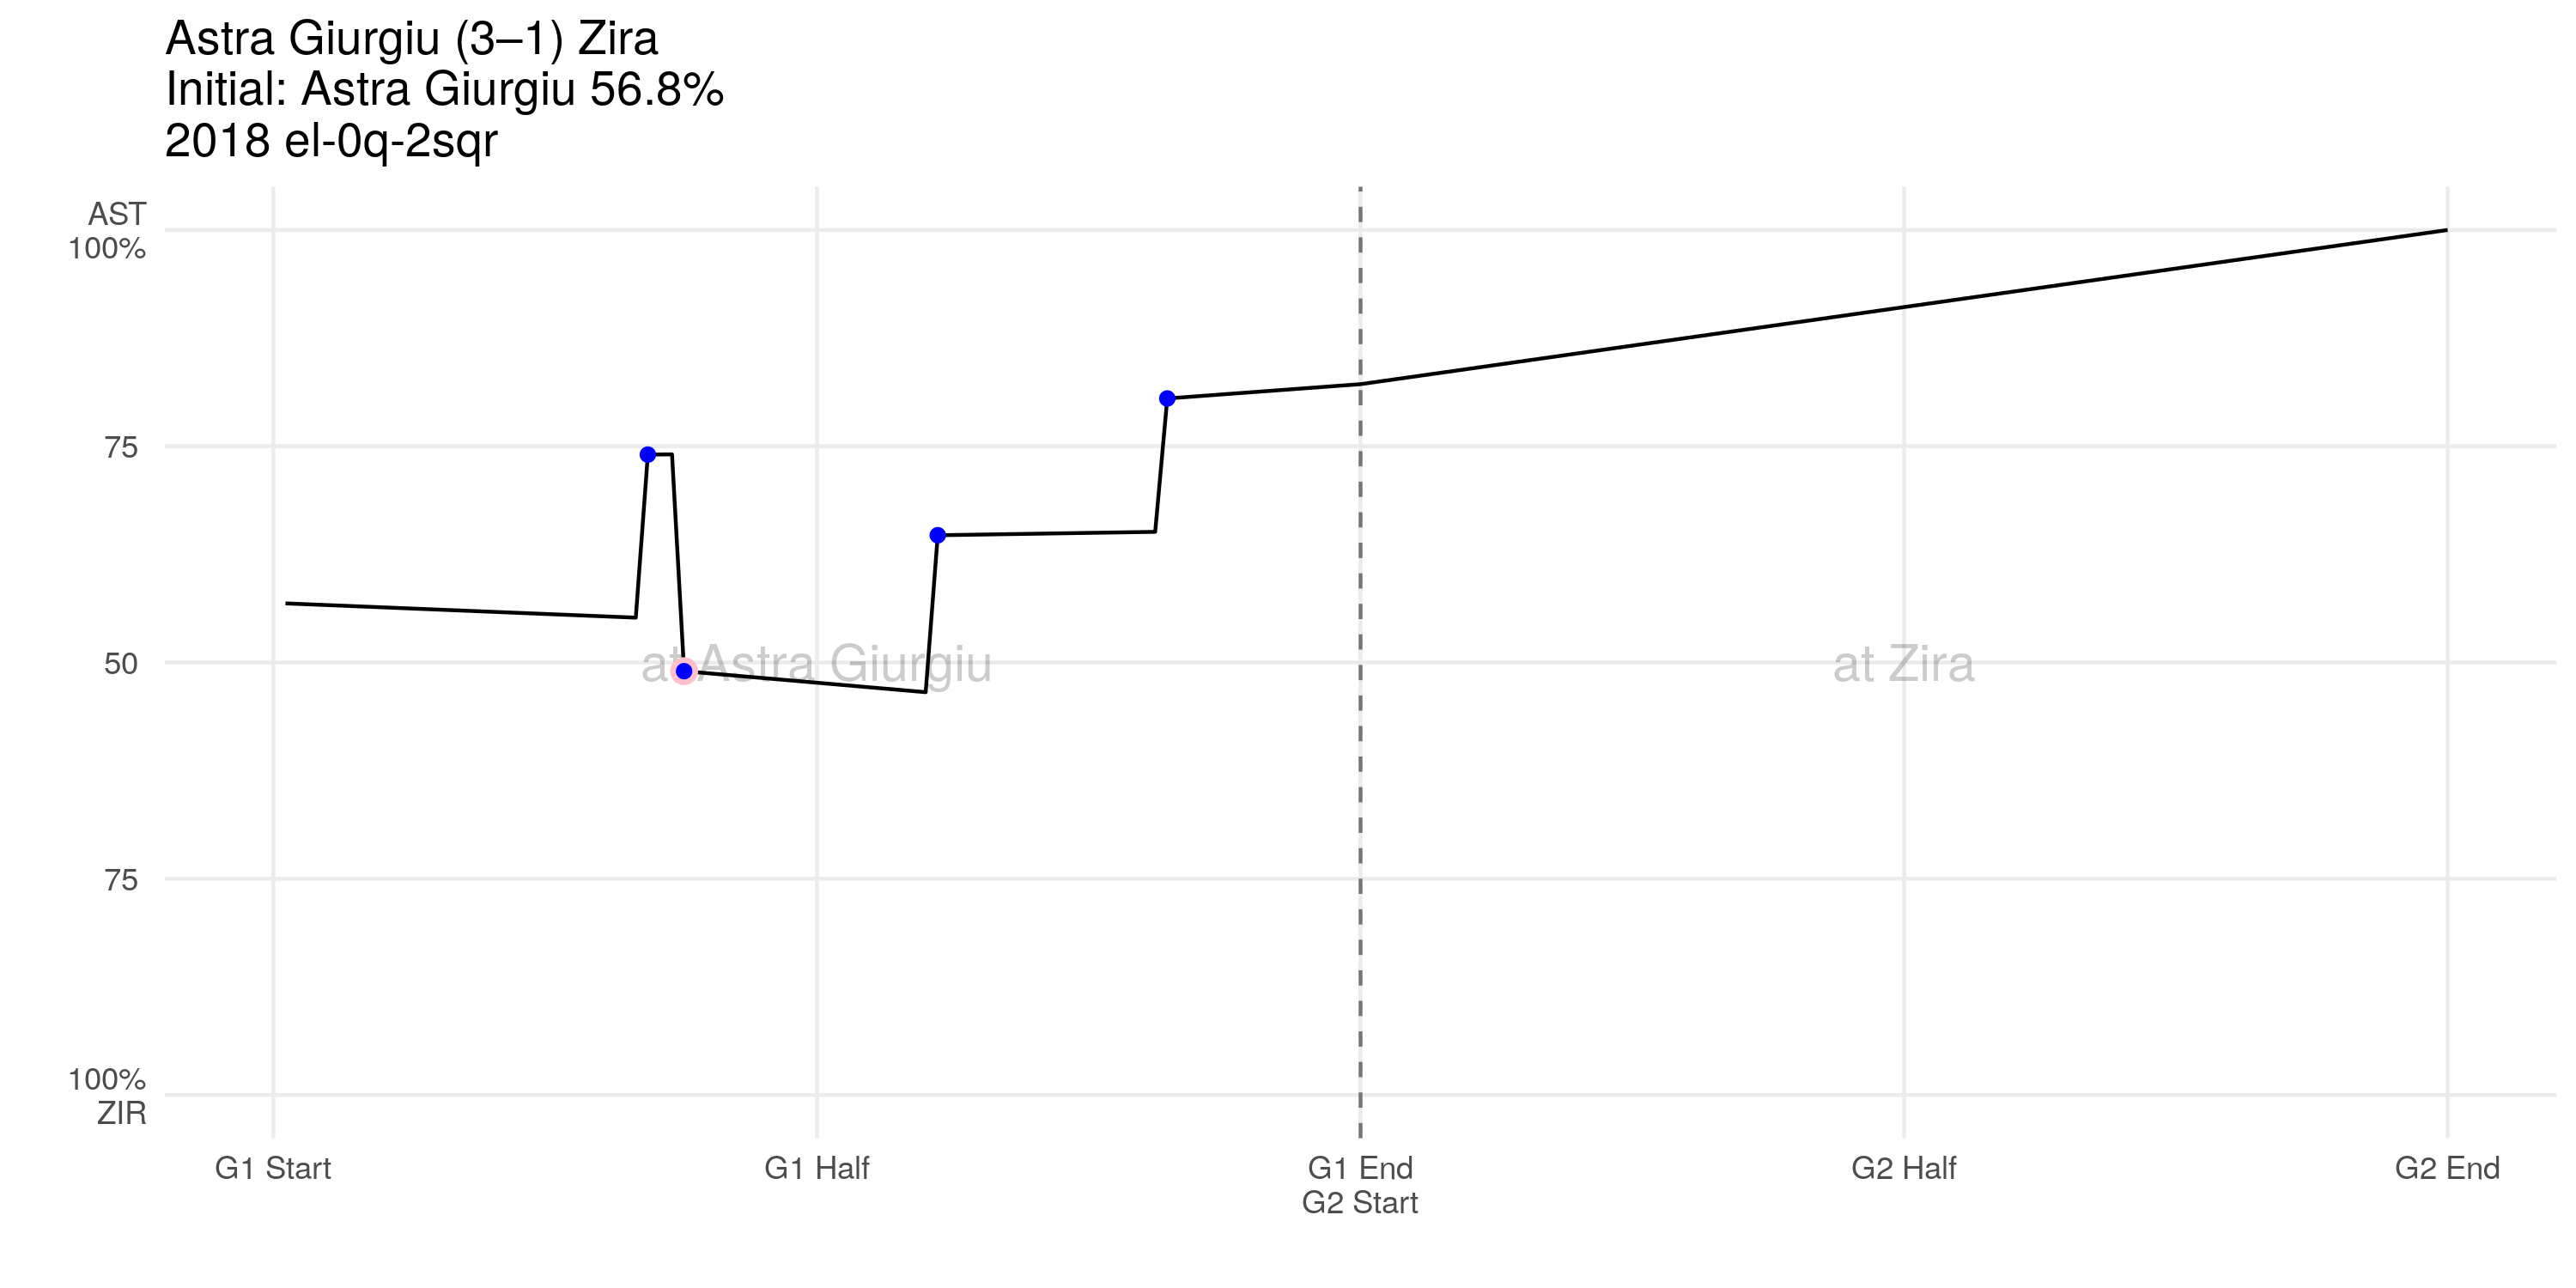 Astra Giurgiu (3–1) Zira
Initial: Astra Giurgiu 56.8%
2018 el-0q-2sqr
AST
100%
75
50
75
100%
ZIR
at Astra Giurgiu
at Zira
G1 Start
G1 Half
G1 End
G2 Start
G2 Half
G2 End